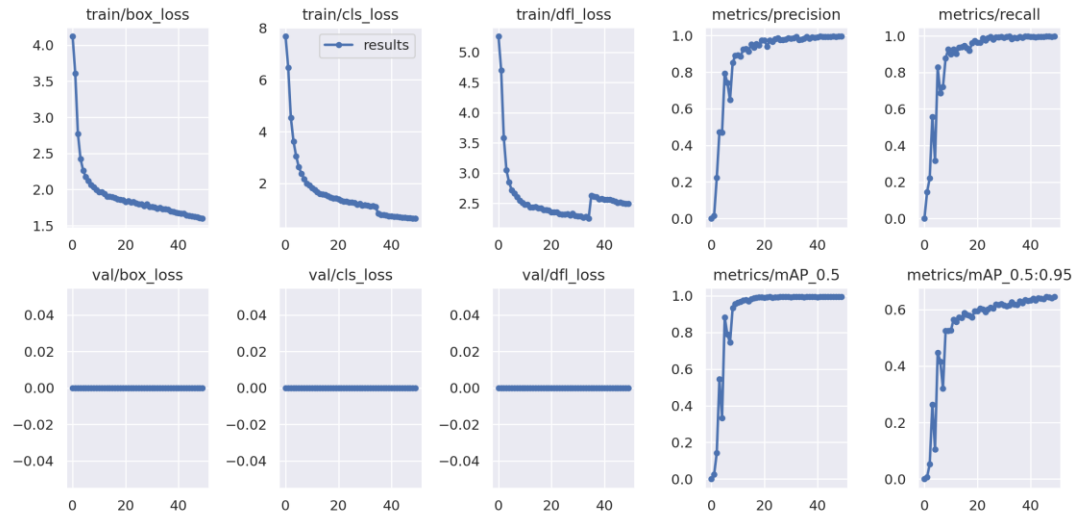 train/box_loss
train/cls_loss
train/dfl_loss
metrics/precision
metrics/recall
4.0
3.5
3.0
2.5
2.0
1.5
0 20 40
8
6
4
2
results
0 20 40
5.0
4.5
4.0
3.5
3.0
2.5
0 20 40
1.0
0.8
0.6
0.4
0.2
0.0
0 20 40
1.0
0.8
0.6
0.4
0.2
0.0
0 20 40
val/box_loss
val/cls_loss
val/dfl_loss
metrics/mAP_0.5
metrics/mAP_0.5:0.95
0.04
0.02
0.00
−0.02
−0.04
0 20 40
0.04
0.02
0.00
−0.02
−0.04
0 20 40
0.04
0.02
0.00
−0.02
−0.04
0 20 40
1.0
0.8
0.6
0.4
0.2
0.0
0 20 40
0.6
0.4
0.2
0.0
0 20 40